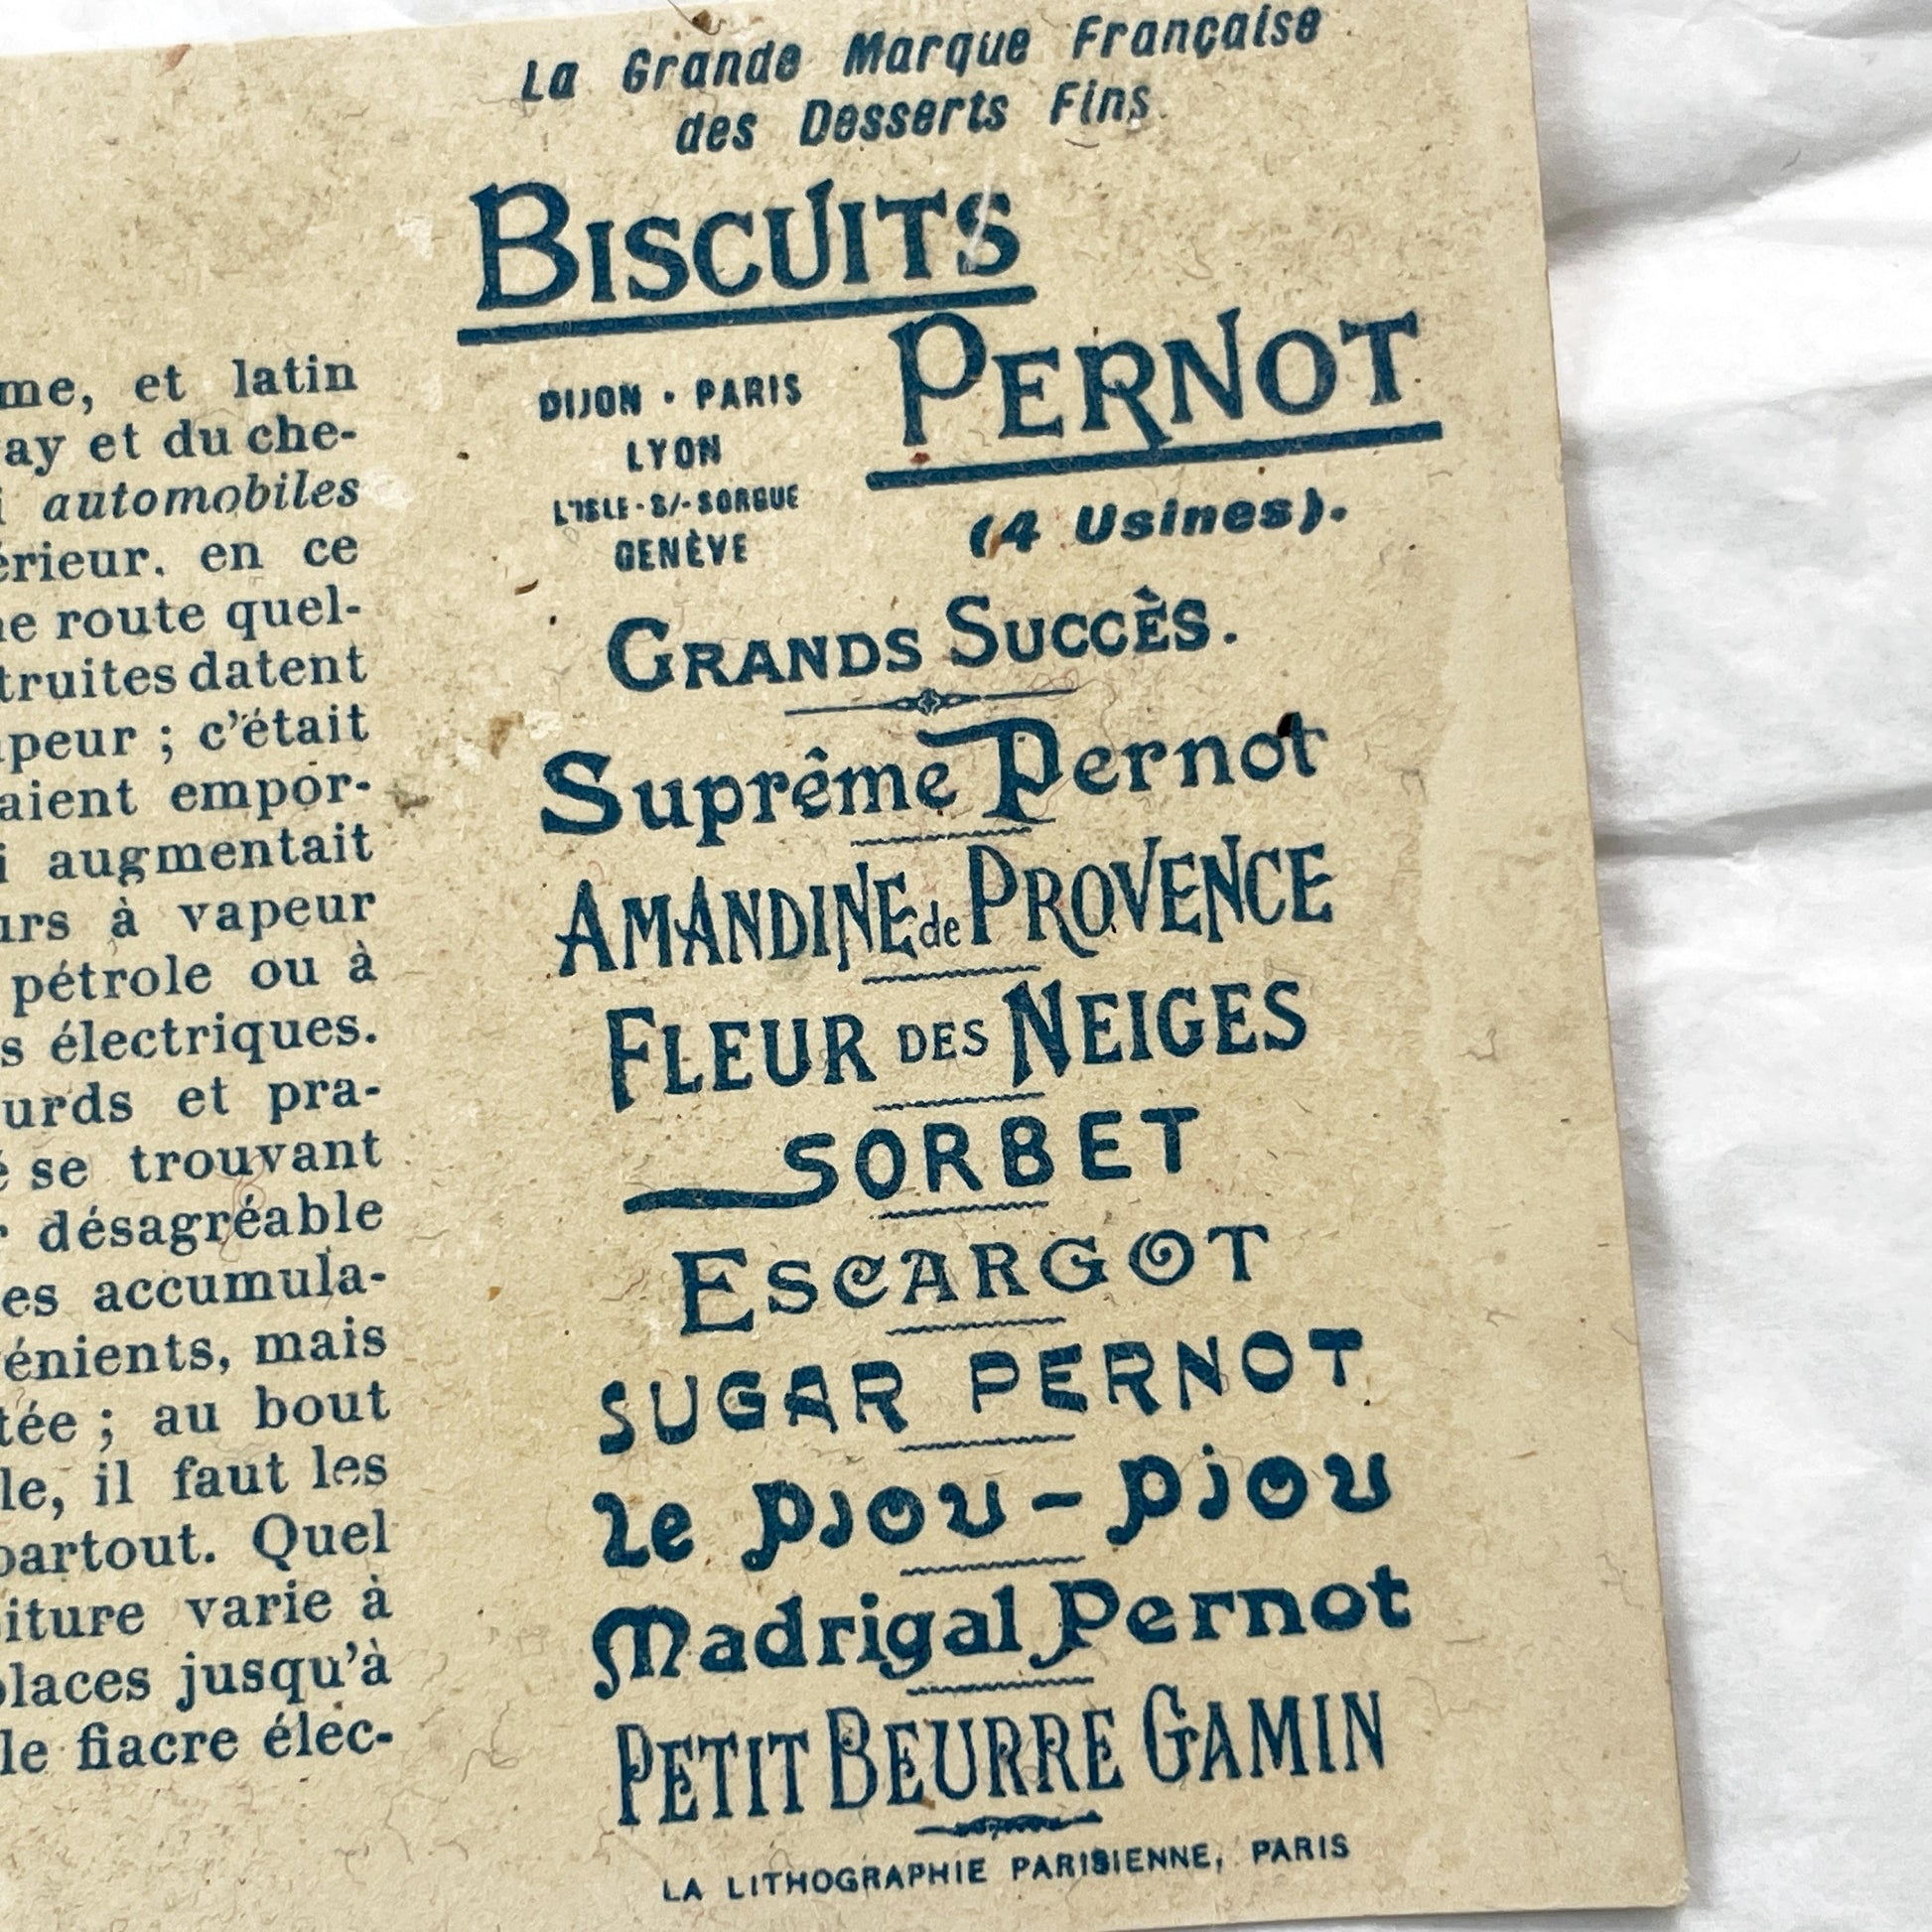 me, et latin
ay et du che-
i automobiles
érieur, en ce
ne route quel-
truites datent
peur ; c'était
aient empor-
i augmentait
urs à vapeur
pétrole ou à
s électriques.
urds et pra-
é se trouvant
r désagréable
es accumula-
énients, mais
tée ; au bout
le, il faut les
partout. Quel
iture varie à
places jusqu'à
le fiacre élec-
La Grande Marque Française
des Desserts Fins
BISCUITS
PERNOT
DIJON · PARIS
LYON
L'ISLE-S/-SORGUE
GENÈVE
(4 Usines).
GRANDS SUCCÈS.
Suprême Pernot
AMANDINE de PROVENCE
FLEUR DES NEIGES
SORBET
ESCARGOT
SUGAR PERNOT
Le Piou-Piou
Madrigal Pernot
PETIT BEURRE GAMIN
LA LITHOGRAPHIE PARISIENNE, PARIS